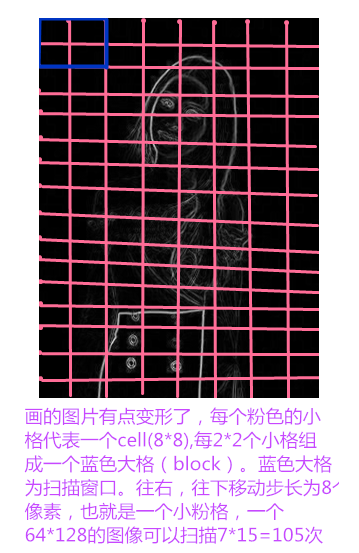 画的图片有点变形了，每个粉色的小
格代表一个cell(8*8),每2*2个小格组
成一个蓝色大格（block）。蓝色大格
为扫描窗口。往右，往下移动步长为8个
像素，也就是一个小粉格，一个
64*128的图像可以扫描7*15=105次